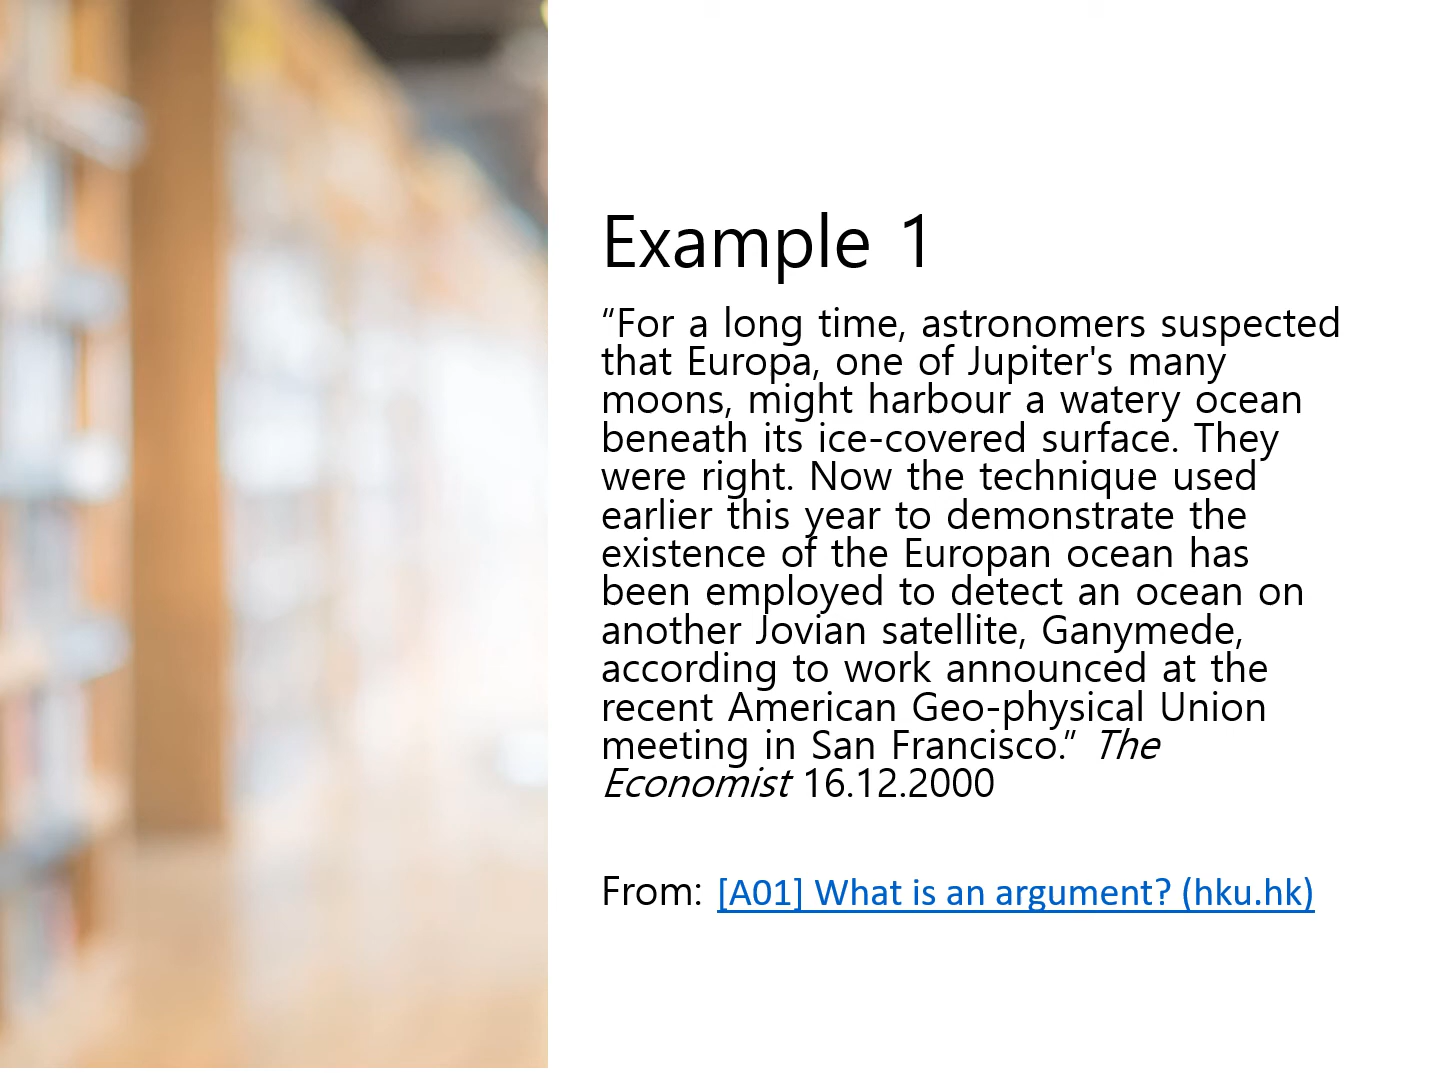 Example 1
“For a long time, astronomers suspected
that Europa, one of Jupiter's many
moons, might harbour a watery ocean
beneath its ice-covered surface. They
were right. Now the technique used
earlier this year to demonstrate the
existence of the Europan ocean has
been employed to detect an ocean on
another Jovian satellite, Ganymede,
according to work announced at the
recent American Geo-physical Union
meeting in San Francisco.” The
Economist 16.12.2000
From: [A01] What is an argument? (hku.hk)